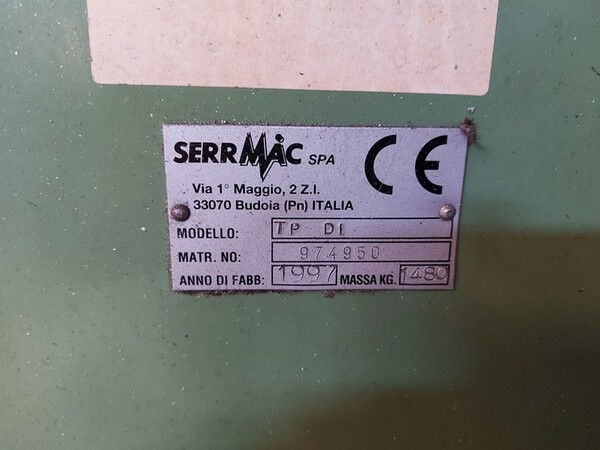 SERRMAC SPA CE
Via 1° Maggio, 2 Z.I.
33070 Budoia (Pn) ITALIA
MODELLO: TP DI
MATR. NO: 974950
ANNO DI FABB: 1997 MASSA KG. 1480